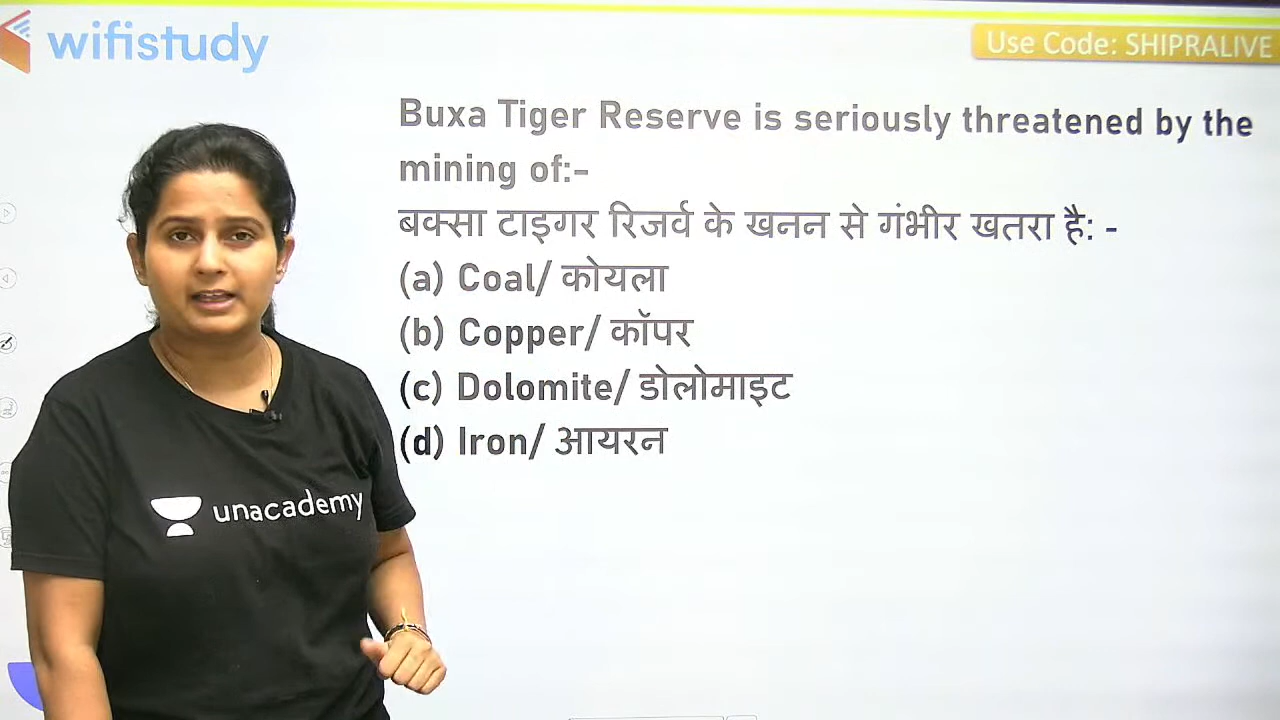 wifistudy
Use Code: SHIPRALIVE
Buxa Tiger Reserve is seriously threatened by the
mining of:-
बक्सा टाइगर रिजर्व के खनन से गंभीर खतरा है: -
(a) Coal/ कोयला
(b) Copper/ कॉपर
(c) Dolomite/ डोलोमाइट
(d) Iron/ आयरन
unacademy